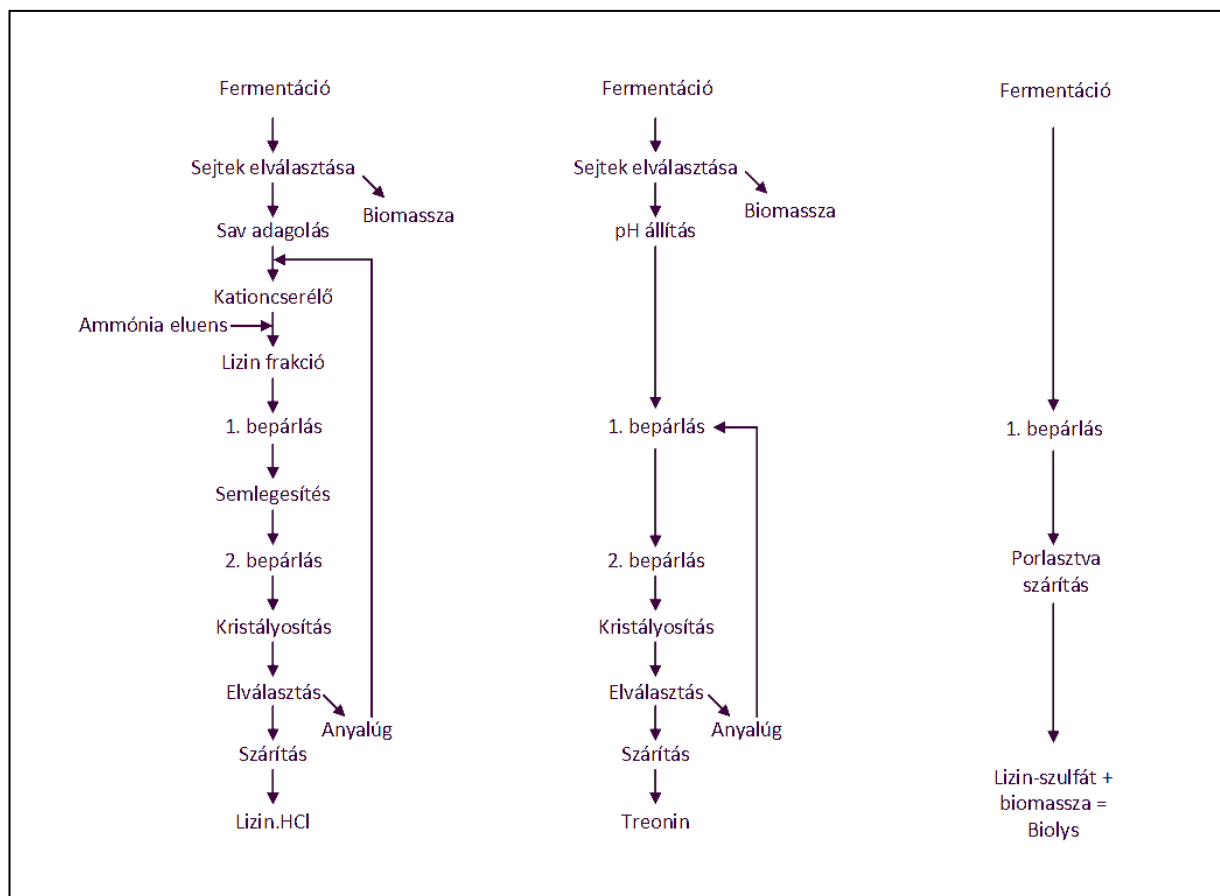 Fermentáció
Sejtek elválasztása
Biomassza
Sav adagolás
Kationcserélő
Ammónia eluens
Lizin frakció
1. bepárlás
Semlegesítés
2. bepárlás
Kristályosítás
Elválasztás
Anyalúg
Szárítás
Lizin.HCl
Fermentáció
Sejtek elválasztása
Biomassza
pH állítás
1. bepárlás
2. bepárlás
Kristályosítás
Elválasztás
Anyalúg
Szárítás
Treonin
Fermentáció
1. bepárlás
Porlasztva
szárítás
Lizin-szulfát +
biomassza =
Biolys